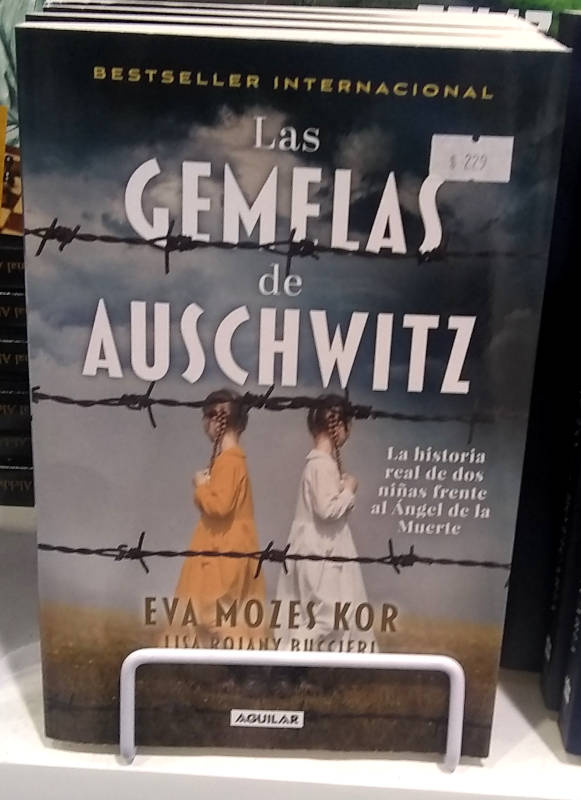 BESTSELLER INTERNACIONAL
Las
GEMELAS
$ 229
de
AUSCHWITZ
La historia
real de dos
niñas frente
al Ángel de la
Muerte
EVA MOZES KOR
LISA ROJANY BUCCIERI
AGUILAR